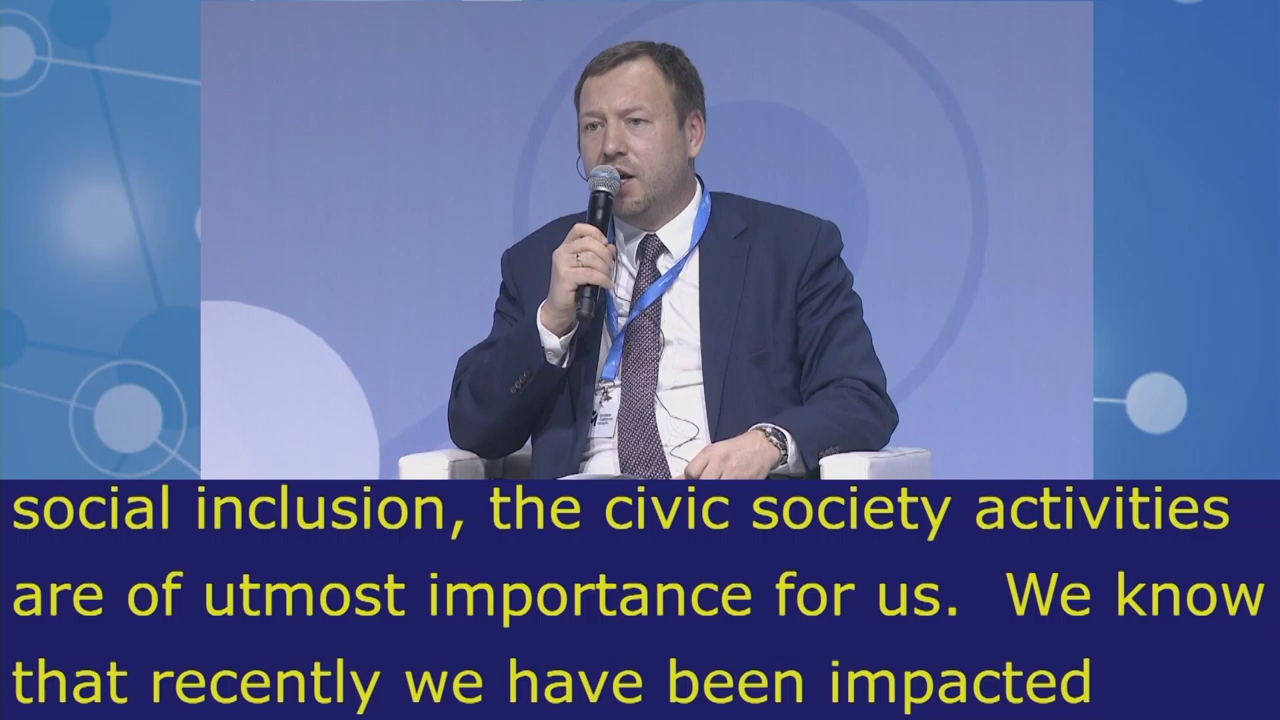 social inclusion, the civic society activities
are of utmost importance for us.  We know
that recently we have been impacted